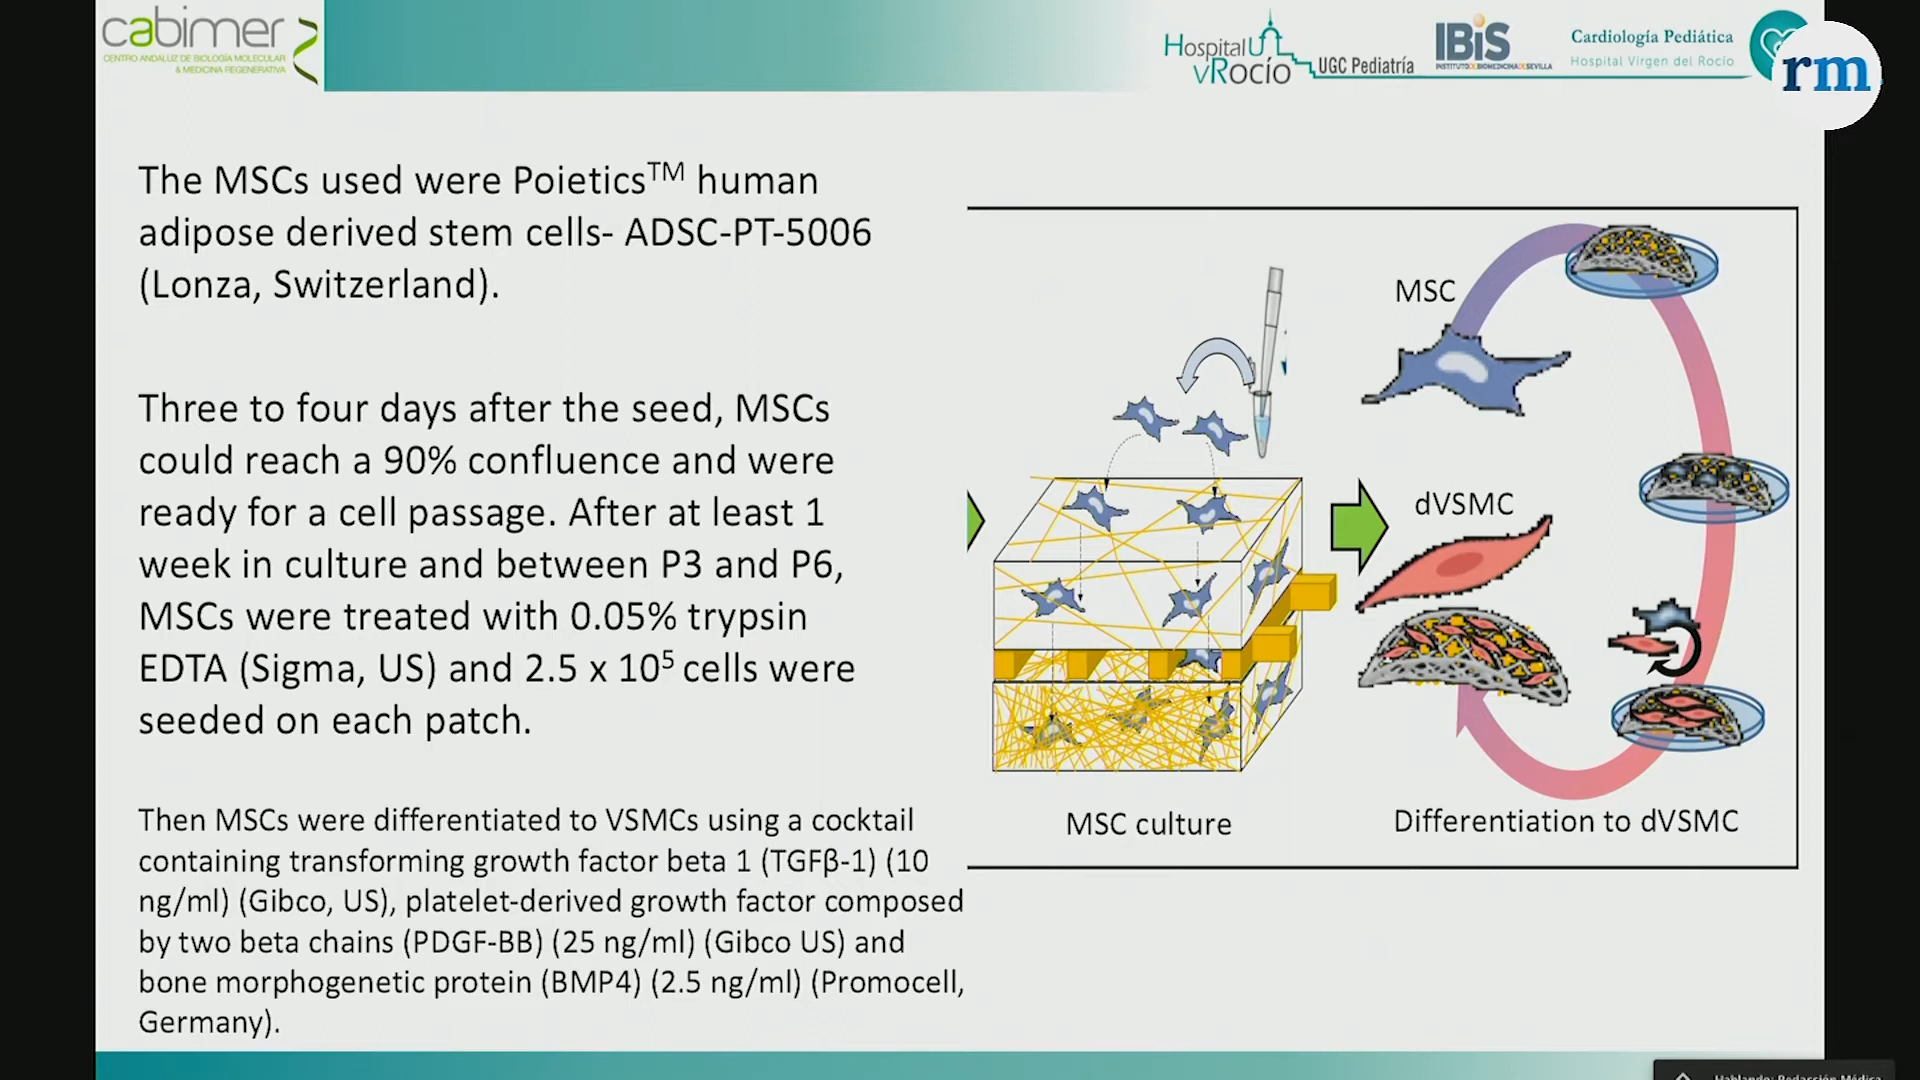 cabimer
CENTRO ANDALUZ DE BIOLOGÍA MOLECULAR
& MEDICINA REGENERATIVA
Hospital U
vRocío
UGC Pediatría
IBiS
INSTITUTO DE BIOMEDICINA DE SEVILLA
Cardiología Pediátrica
Hospital Virgen del Rocío
rm
The MSCs used were Poietics™ human
adipose derived stem cells- ADSC-PT-5006
(Lonza, Switzerland).
Three to four days after the seed, MSCs
could reach a 90% confluence and were
ready for a cell passage. After at least 1
week in culture and between P3 and P6,
MSCs were treated with 0.05% trypsin
EDTA (Sigma, US) and 2.5 x 10⁵ cells were
seeded on each patch.
Then MSCs were differentiated to VSMCs using a cocktail
containing transforming growth factor beta 1 (TGFβ-1) (10
ng/ml) (Gibco, US), platelet-derived growth factor composed
by two beta chains (PDGF-BB) (25 ng/ml) (Gibco US) and
bone morphogenetic protein (BMP4) (2.5 ng/ml) (Promocell,
Germany).
MSC
dVSMC
MSC culture
Differentiation to dVSMC
Hablando: Redacción Médica